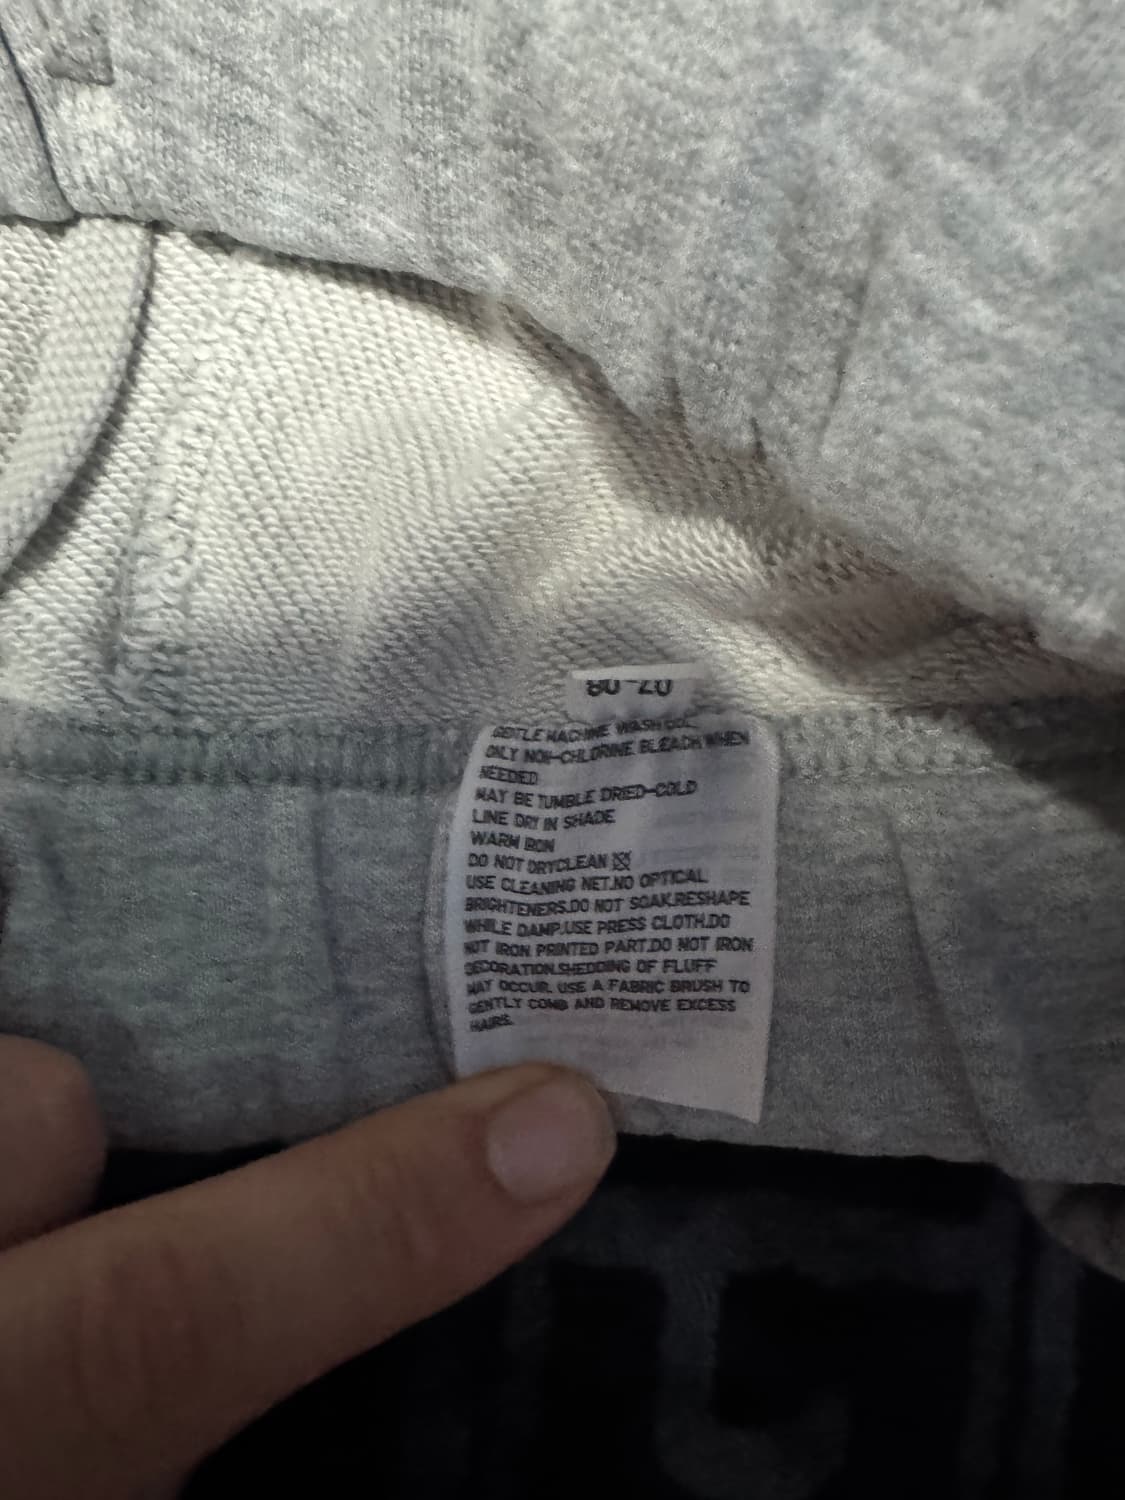 07-08
GENTLE MACHINE WASH COL
ONLY NON-CHLORINE BLEACH WHEN
NEEDED
MAY BE TUMBLE DRIED-COLD
LINE DRY IN SHADE
WARM IRON
DO NOT DRYCLEAN
USE CLEANING NET.NO OPTICAL
BRIGHTENERS.DO NOT SOAK.RESHAPE
WHILE DAMP.USE PRESS CLOTH.DO
NOT IRON PRINTED PART.DO NOT IRON
DECORATION.SHEDDING OF FLUFF
MAY OCCUR. USE A FABRIC BRUSH TO
GENTLY COMB AND REMOVE EXCESS
HAIRS.